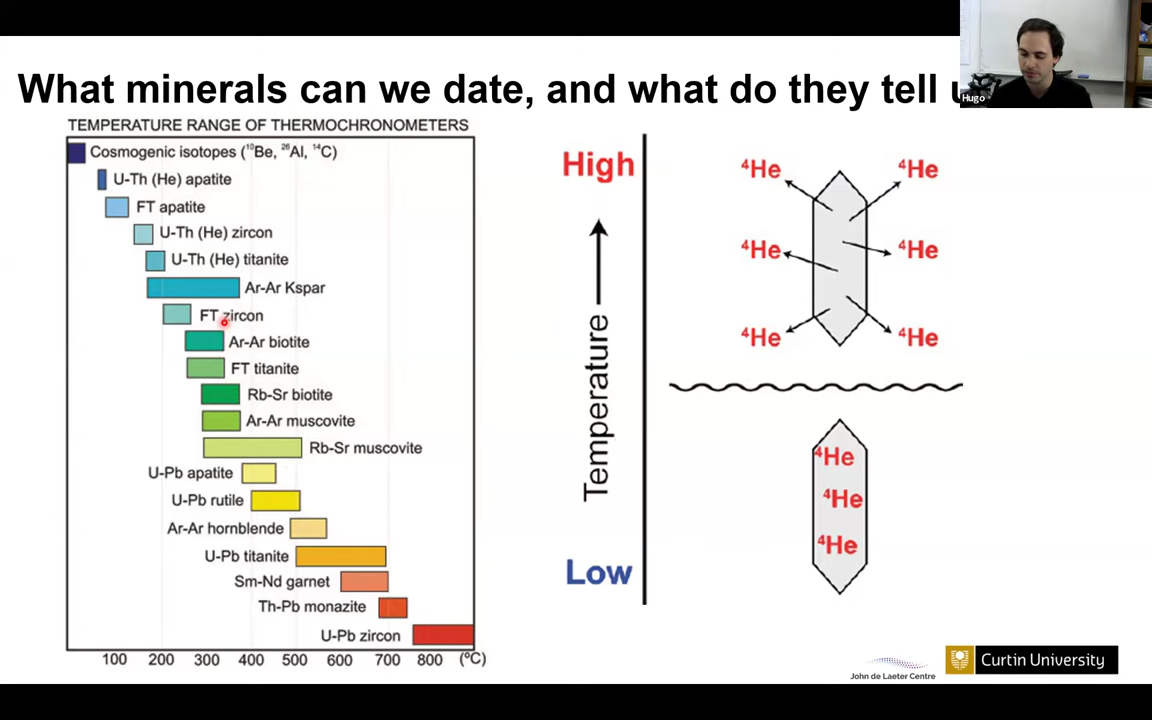 What minerals can we date, and what do they tell
Hugo
TEMPERATURE RANGE OF THERMOCHRONOMETERS
Cosmogenic isotopes (¹⁰Be, ²⁶Al, ¹⁴C)
U-Th (He) apatite
FT apatite
U-Th (He) zircon
U-Th (He) titanite
Ar-Ar Kspar
FT zircon
Ar-Ar biotite
FT titanite
Rb-Sr biotite
Ar-Ar muscovite
Rb-Sr muscovite
U-Pb apatite
U-Pb rutile
Ar-Ar hornblende
U-Pb titanite
Sm-Nd garnet
Th-Pb monazite
U-Pb zircon
100 200 300 400 500 600 700 800 (ºC)
High
Temperature
Low
⁴He ⁴He
⁴He ⁴He
⁴He ⁴He
⁴He
⁴He
⁴He
John de Laeter Centre
Curtin University